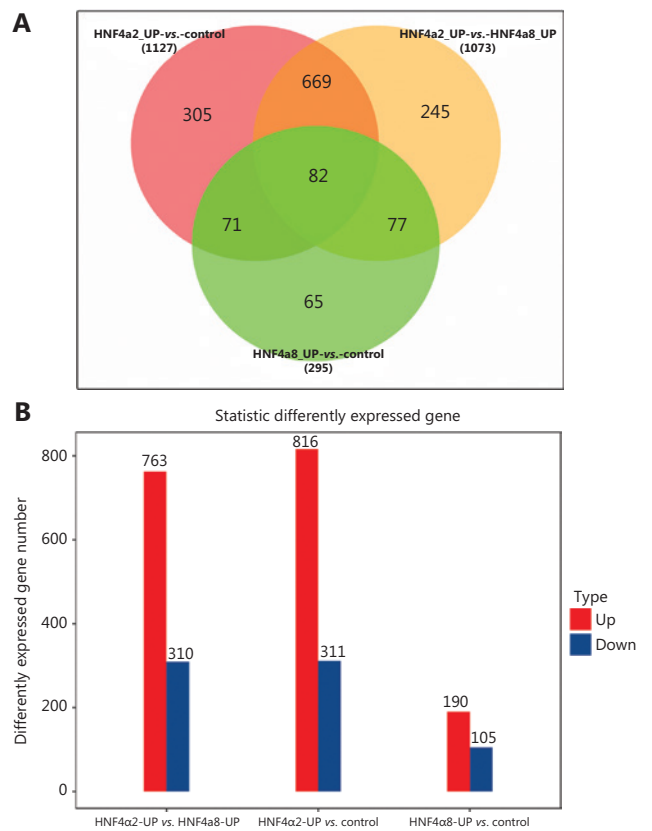 A
HNF4a2_UP-vs.-control
(1127)
HNF4a2_UP-vs.-HNF4a8_UP
(1073)
669
305
245
82
71
77
65
HNF4a8_UP-vs.-control
(295)
B
Statistic differently expressed gene
Differently expressed gene number
800
600
400
200
0
763
310
816
311
190
105
Type
Up
Down
HNF4α2-UP vs. HNF4a8-UP
HNF4α2-UP vs. control
HNF4α8-UP vs. control